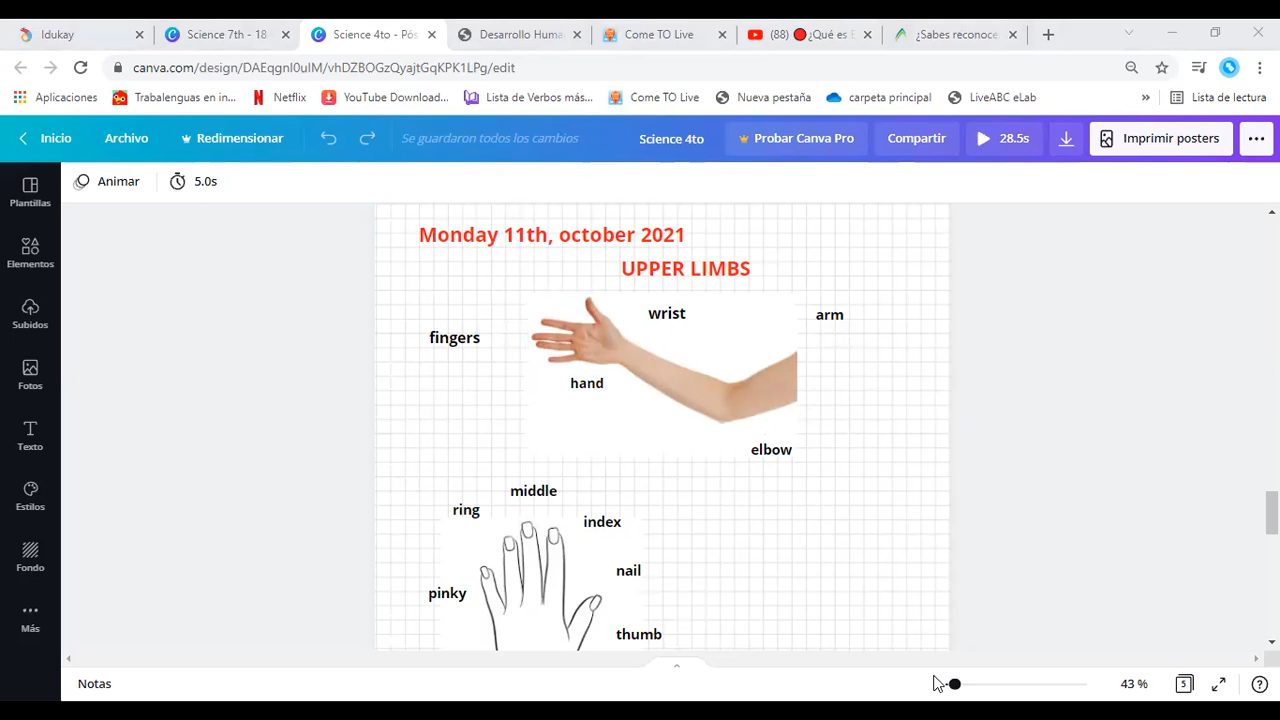 Idukay
Science 7th - 18
Science 4to - Pós
Desarrollo Huma
Come TO Live
(88) ¿Qué es E
¿Sabes reconoce
canva.com/design/DAEqgnI0uIM/vhDZBOGzQyajtGqKPK1LPg/edit
Aplicaciones
Trabalenguas en in...
Netflix
YouTube Download...
Lista de Verbos más...
Come TO Live
Nueva pestaña
carpeta principal
LiveABC eLab
»
Lista de lectura
Inicio
Archivo
Redimensionar
Se guardaron todos los cambios
Science 4to
Probar Canva Pro
Compartir
28.5s
Imprimir posters
Animar
5.0s
Plantillas
Elementos
Subidos
Fotos
Texto
Estilos
Fondo
Más
Monday 11th, october 2021
UPPER LIMBS
wrist
arm
fingers
hand
elbow
middle
ring
index
nail
pinky
thumb
Notas
43 %
5